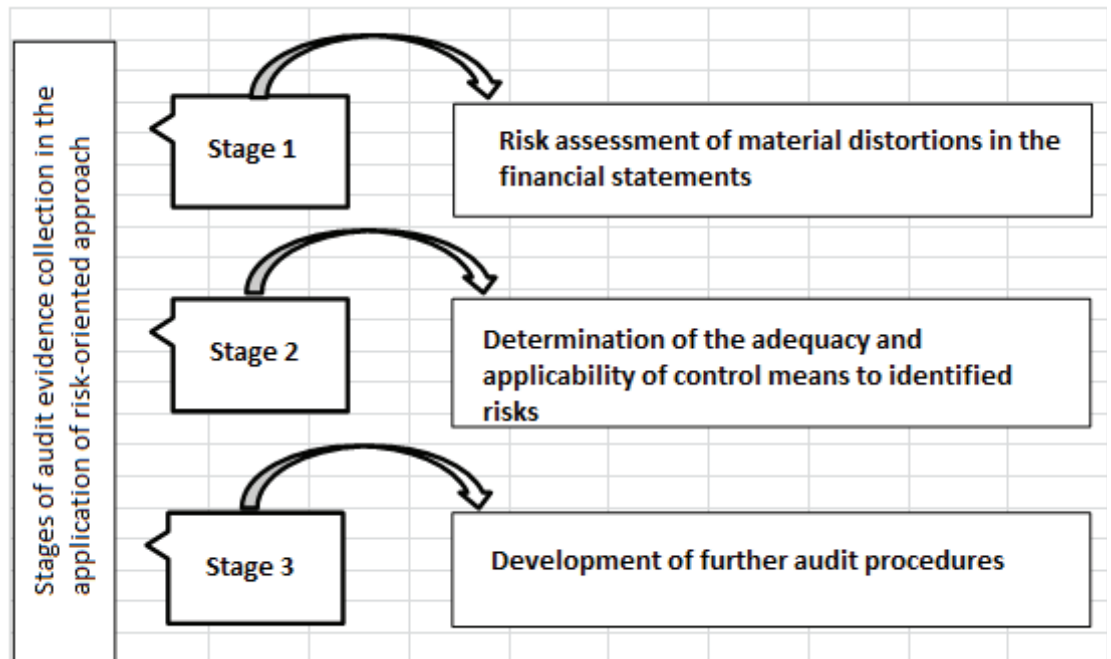 Stages of audit evidence collection in the
application of risk-oriented approach
Stage 1
Risk assessment of material distortions in the
financial statements
Stage 2
Determination of the adequacy and
applicability of control means to identified
risks
Stage 3
Development of further audit procedures